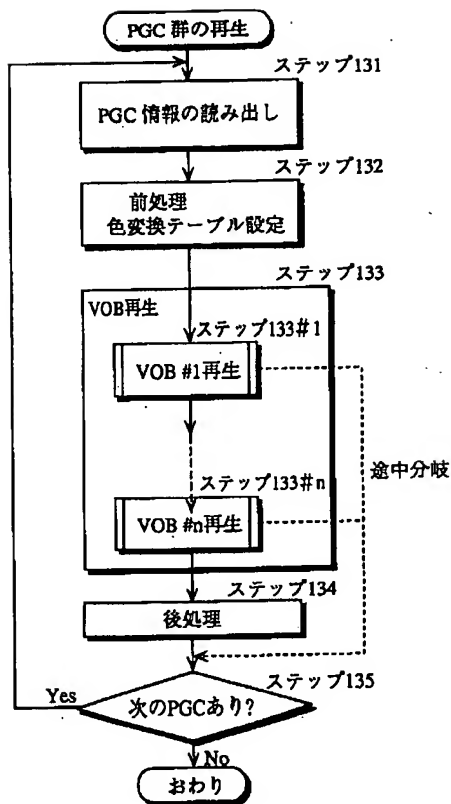 PGC 群の再生
ステップ131
PGC 情報の読み出し
ステップ132
前処理
色変換テーブル設定
ステップ133
VOB再生
ステップ133#1
VOB #1再生
途中分岐
ステップ133#n
VOB #n再生
ステップ134
後処理
ステップ135
Yes
次のPGCあり?
No
おわり